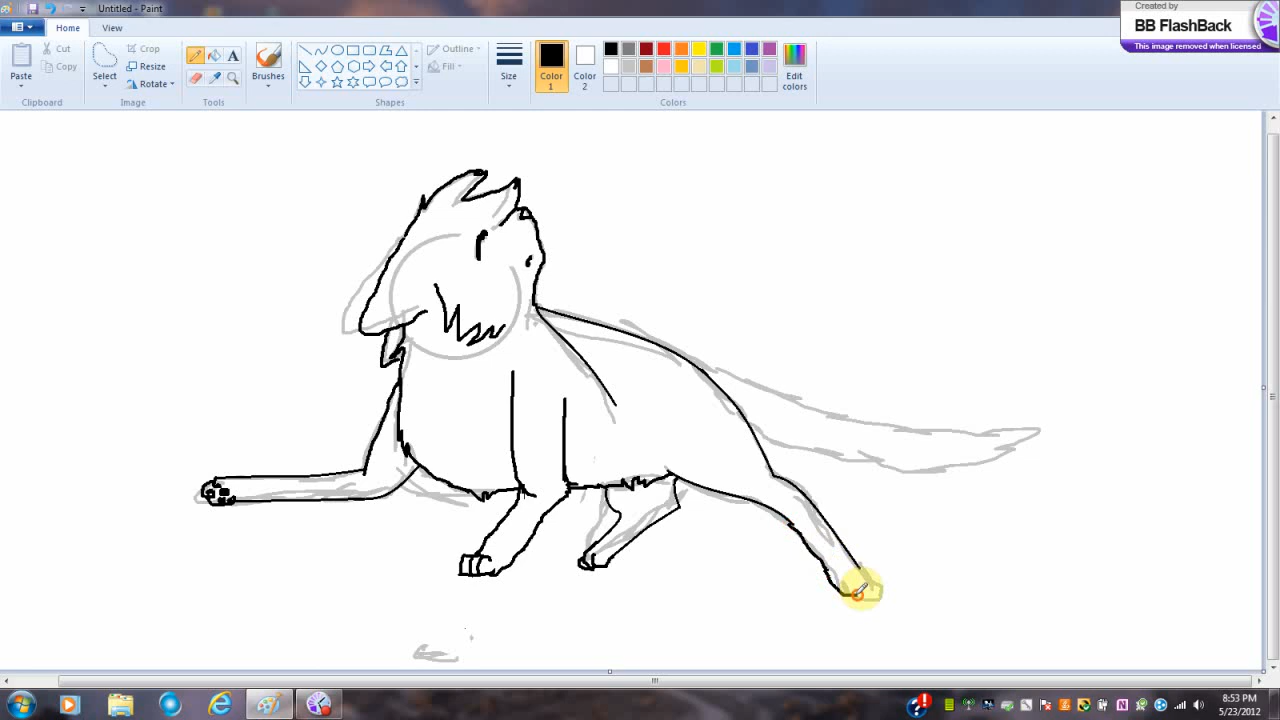 Untitled - Paint
Created by
BB FlashBack
This image removed when licensed
Home
View
Paste
Cut
Copy
Clipboard
Select
Crop
Resize
Rotate
Image
Tools
Brushes
Outline
Fill
Shapes
Size
Color
1
Color
2
Edit
colors
Colors
8:53 PM
5/23/2012